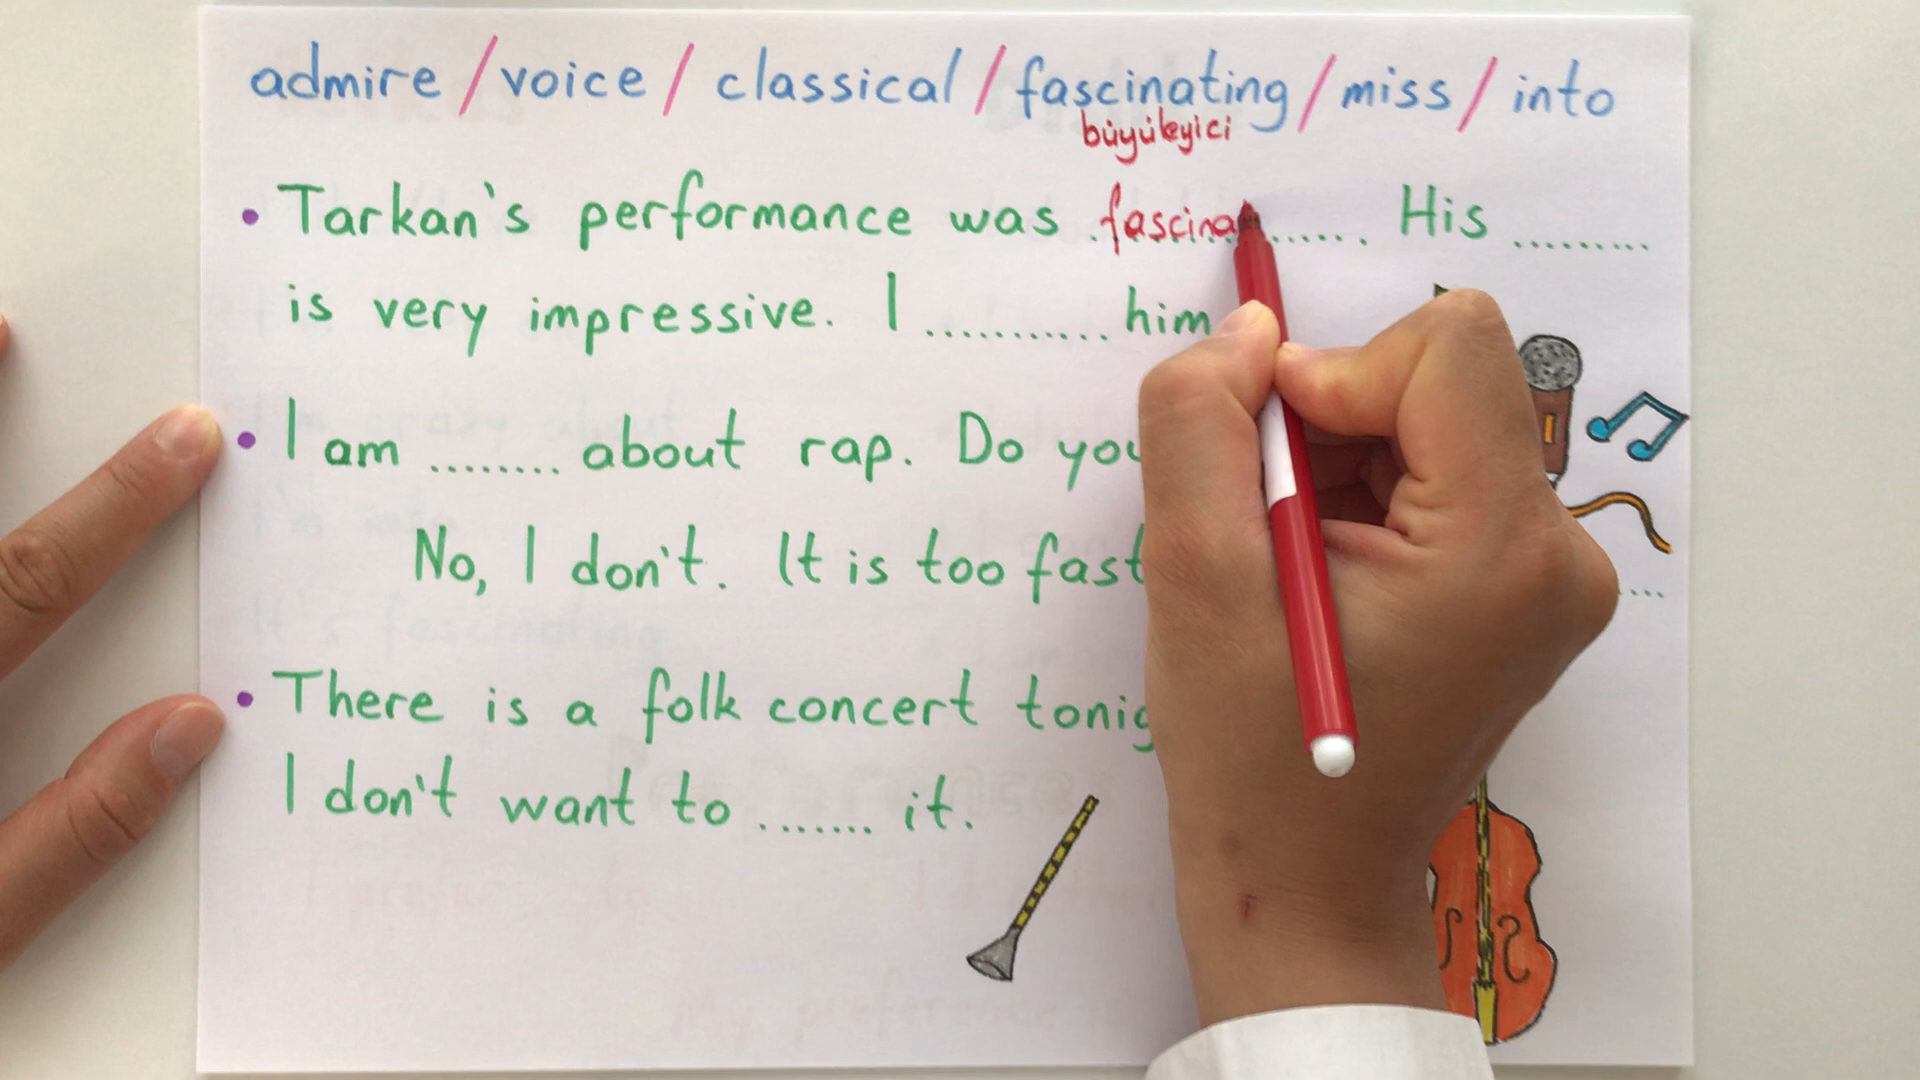 admire / voice / classical / fascinating / miss / into
büyüleyici
• Tarkan's performance was .fascina...... His .........
is very impressive. I ........... him
• I am ........ about rap. Do you
No, I don't. It is too fast ....
• There is a folk concert
I don't want to ....... it.